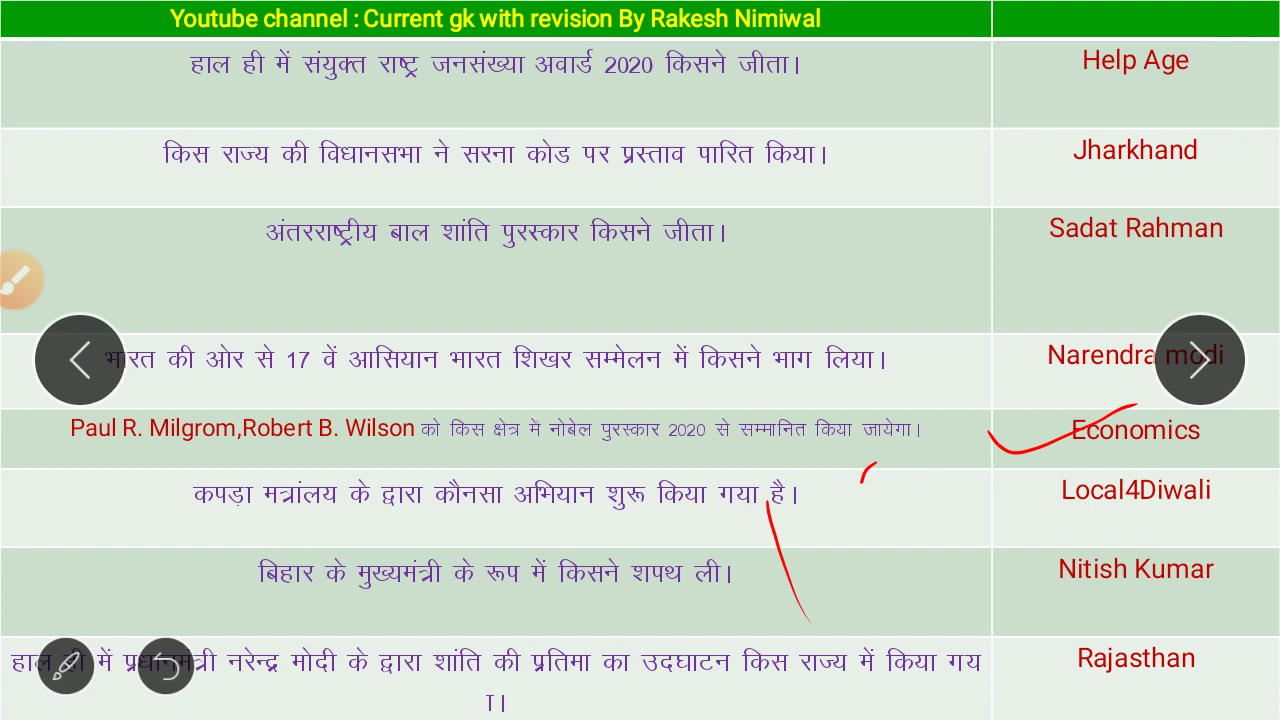 Youtube channel : Current gk with revision By Rakesh Nimiwal
हाल ही में संयुक्त राष्ट्र जनसंख्या अवार्ड 2020 किसने जीता।
Help Age
किस राज्य की विधानसभा ने सरना कोड पर प्रस्ताव पारित किया।
Jharkhand
अंतरराष्ट्रीय बाल शांति पुरस्कार किसने जीता।
Sadat Rahman
भारत की ओर से 17 वें आसियान भारत शिखर सम्मेलन में किसने भाग लिया।
Narendra modi
Paul R. Milgrom,Robert B. Wilson को किस क्षेत्र में नोबेल पुरस्कार 2020 से सम्मानित किया जायेगा।
Economics
कपड़ा मत्रांलय के द्वारा कौनसा अभियान शुरू किया गया है।
Local4Diwali
बिहार के मुख्यमंत्री के रूप में किसने शपथ ली।
Nitish Kumar
हाल ही में प्रधानमंत्री नरेन्द्र मोदी के द्वारा शांति की प्रतिमा का उदघाटन किस राज्य में किया गय
ा।
Rajasthan